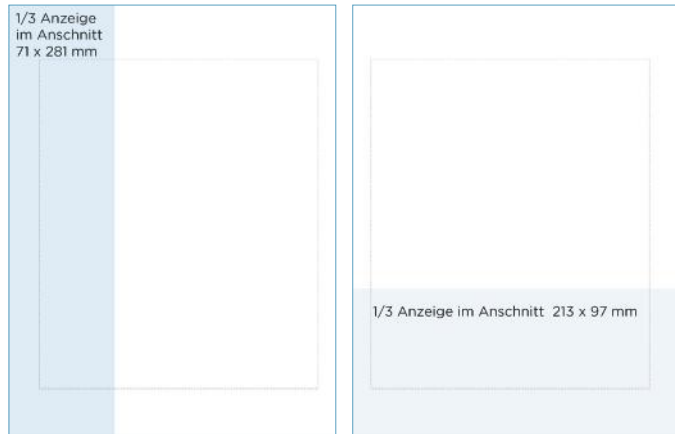 1/3 Anzeige
im Anschnitt
71 x 281 mm
1/3 Anzeige im Anschnitt 213 x 97 mm